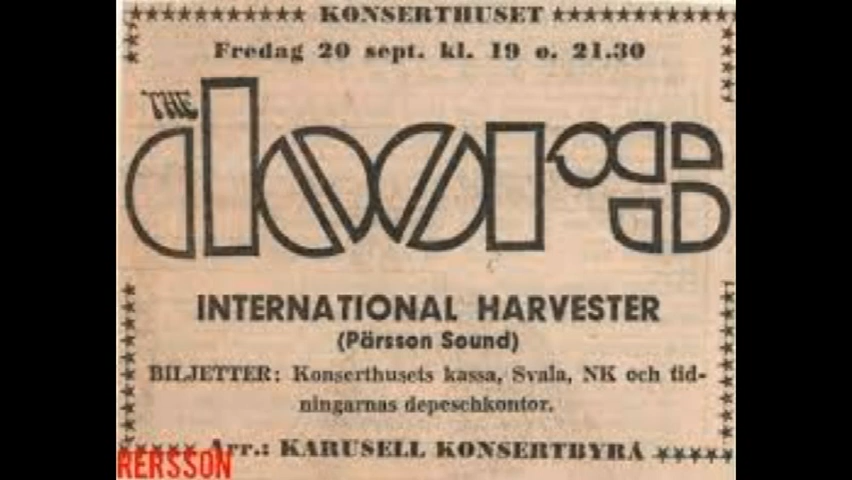 KONSERTHUSET
Fredag 20 sept. kl. 19 o. 21.30
THE
doors
INTERNATIONAL HARVESTER
(Pärsson Sound)
BILJETTER: Konserthusets kassa, Svala, NK och tid-
ningarnas depeschkontor.
Arr.: KARUSELL KONSERTBYRÅ
RERSSON